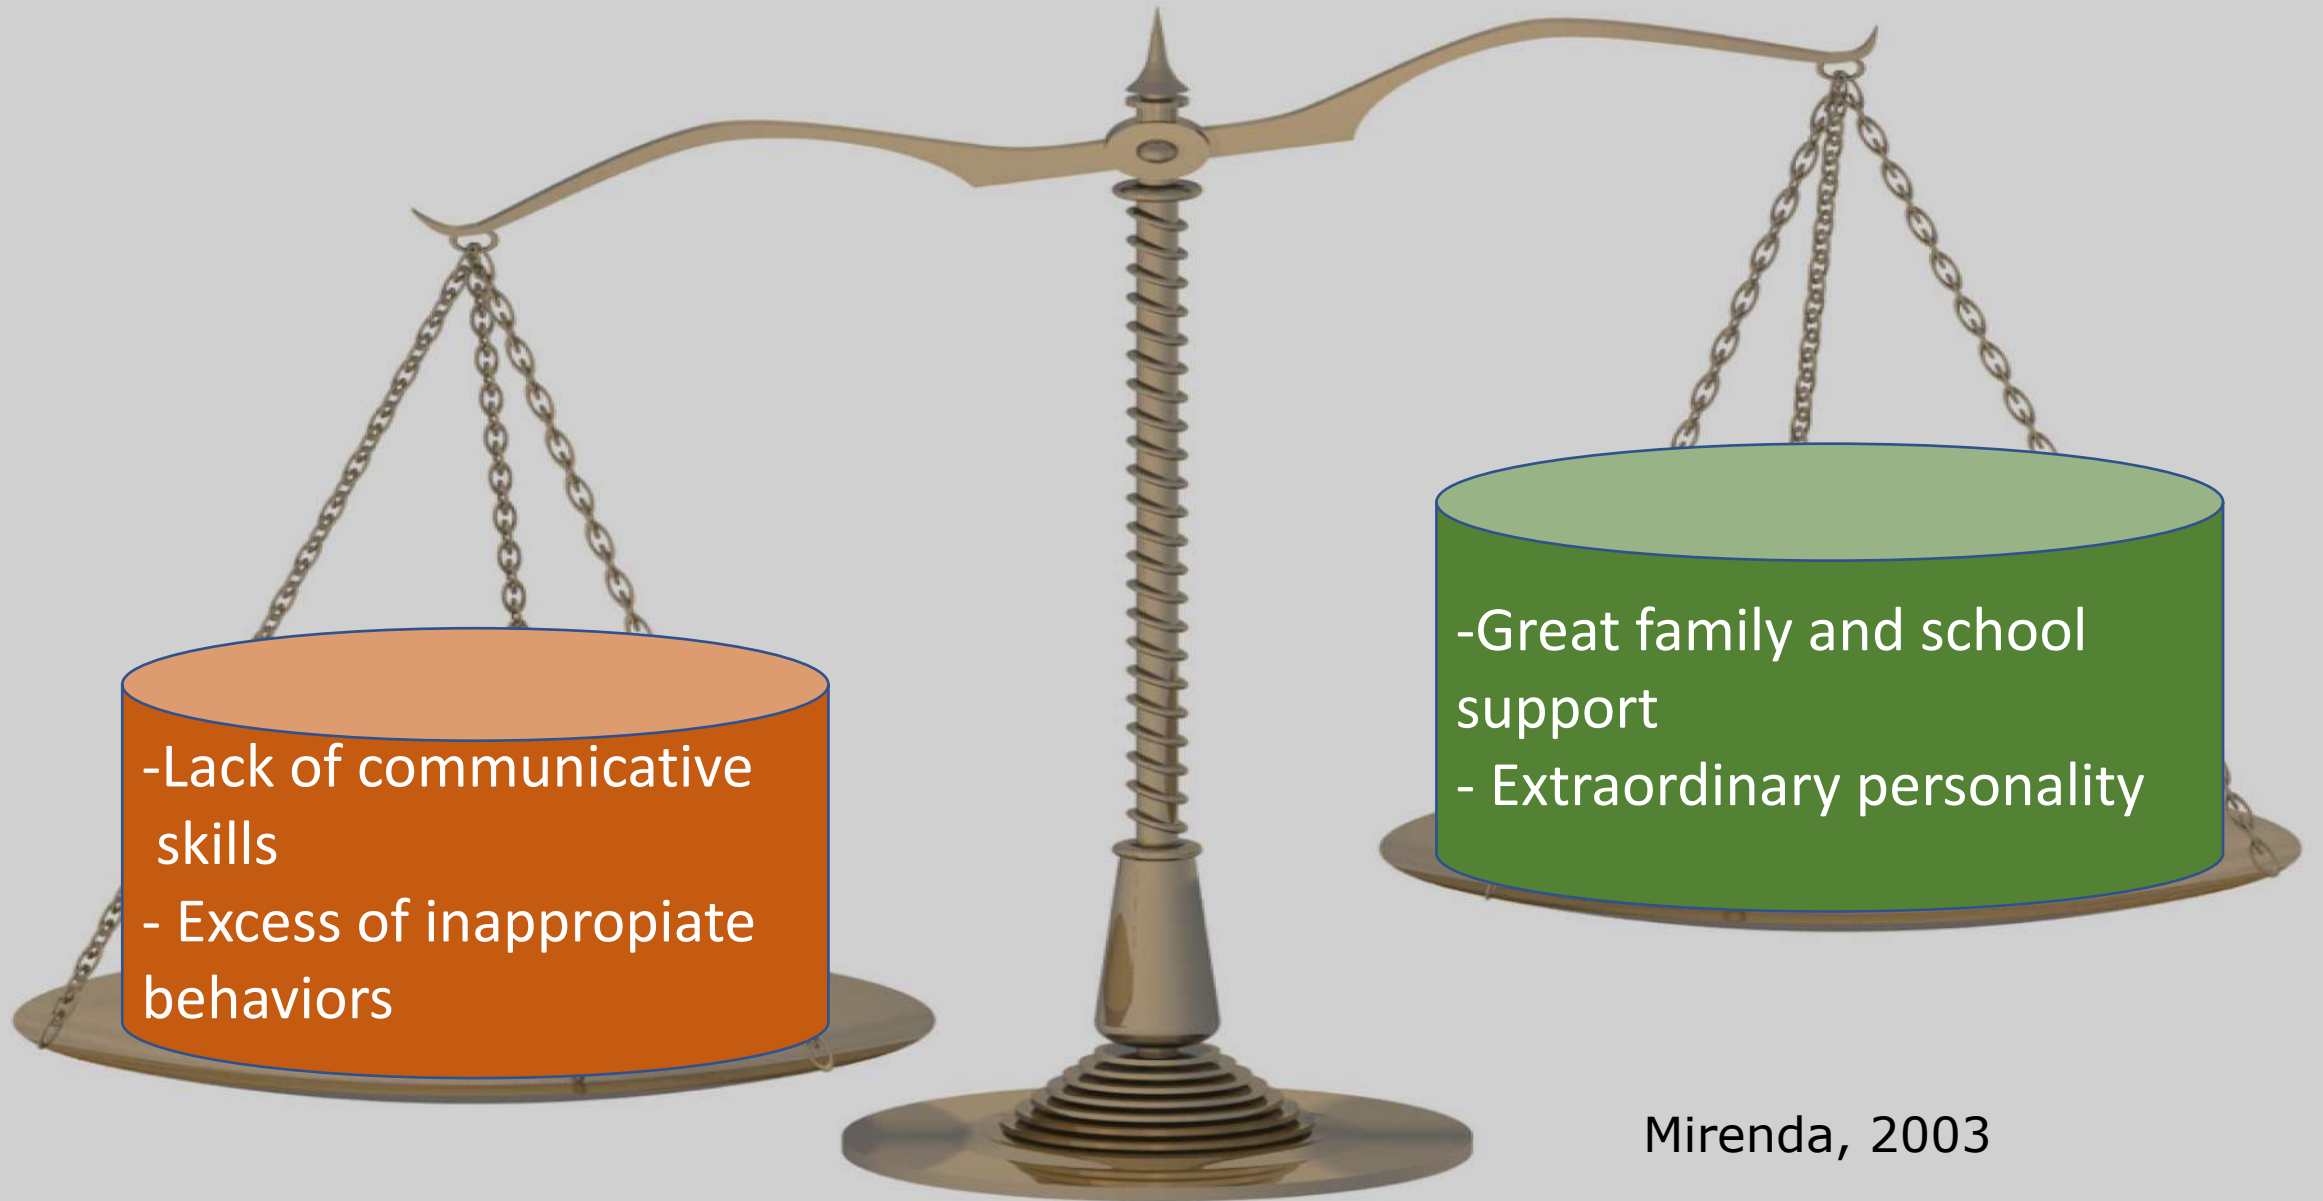 -Lack of communicative
skills
- Excess of inappropiate
behaviors
-Great family and school
support
- Extraordinary personality
Mirenda, 2003